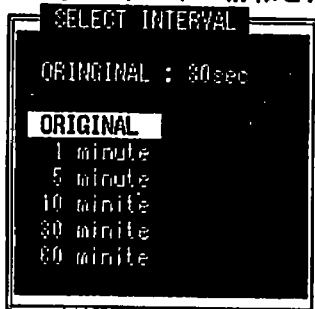 SELECT INTERVAL
ORINGINAL : 30sec
ORIGINAL
1 minute
5 minute
10 minite
30 minite
60 minite